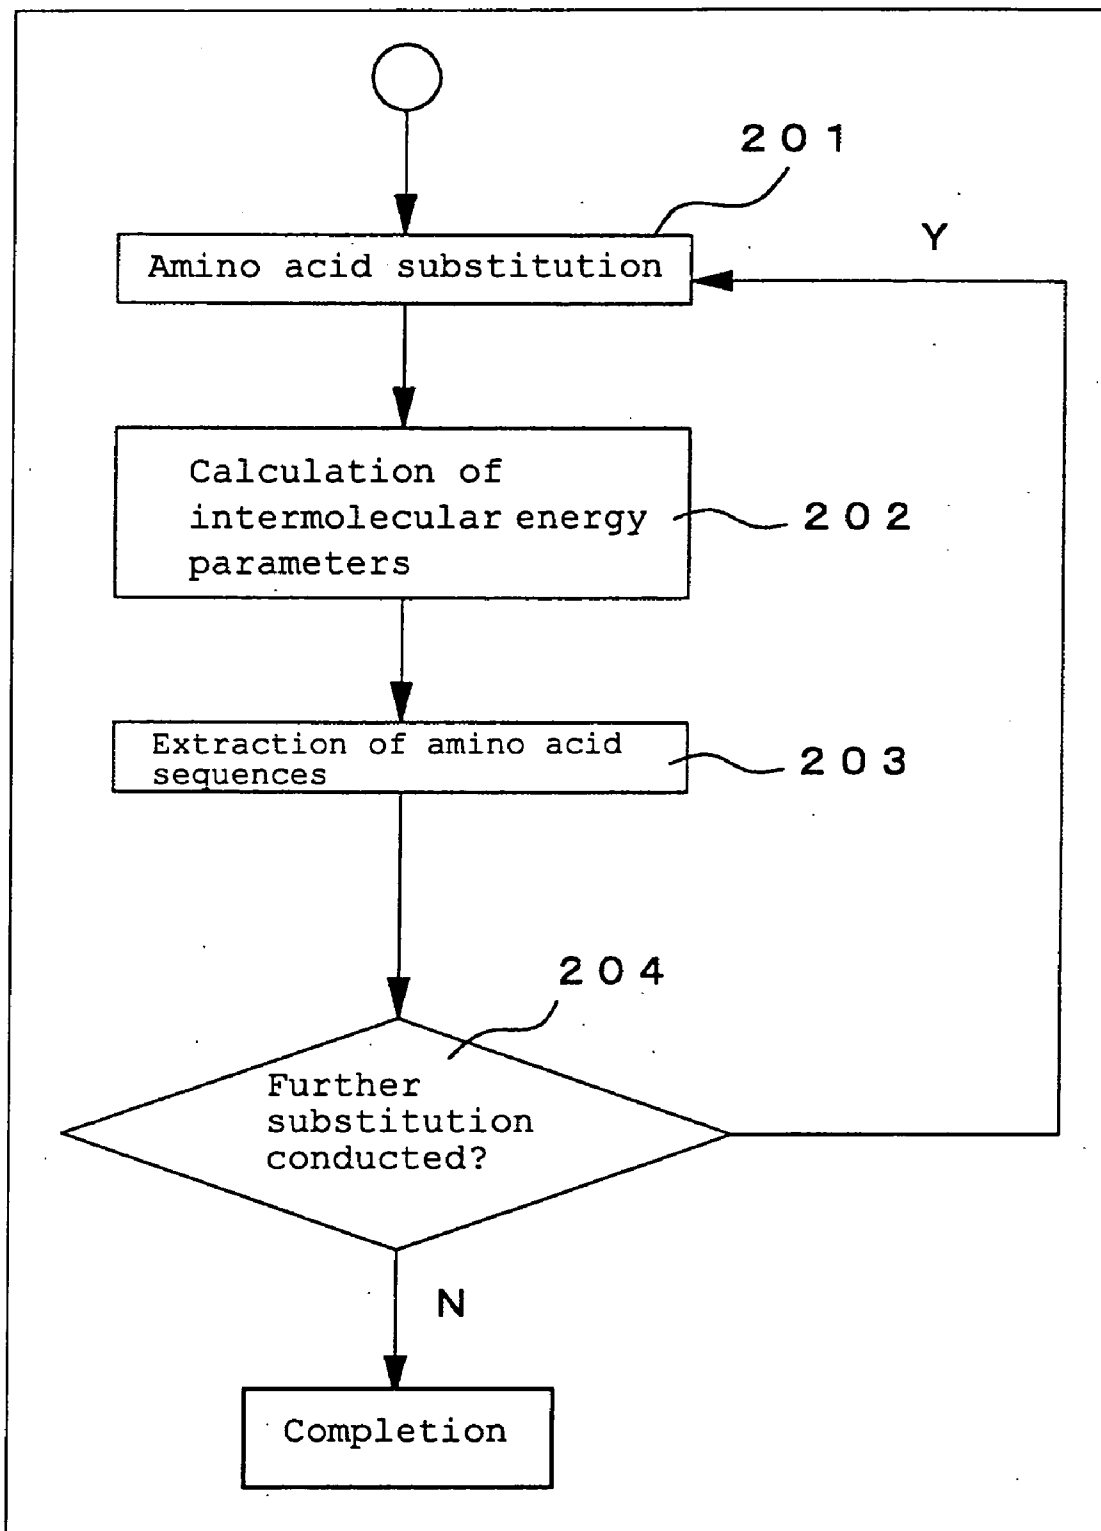 201
Y
Amino acid substitution
Calculation of
intermolecular energy
parameters
202
Extraction of amino acid
sequences
203
204
Further
substitution
conducted?
N
Completion